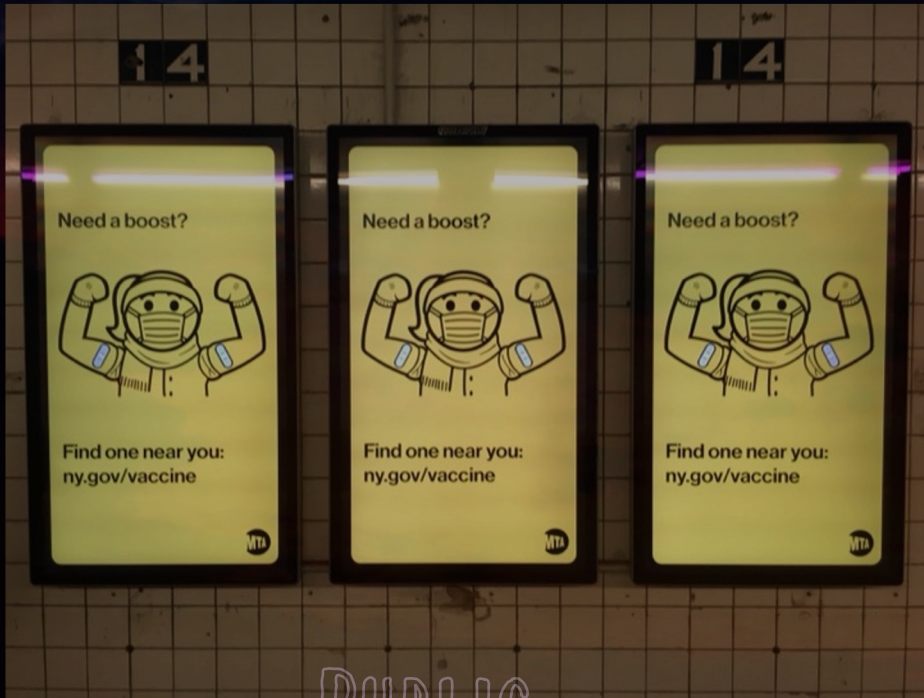 14
14
Need a boost?
Find one near you:
ny.gov/vaccine
MTA
Need a boost?
Find one near you:
ny.gov/vaccine
MTA
Need a boost?
Find one near you:
ny.gov/vaccine
MTA
PUBLIC